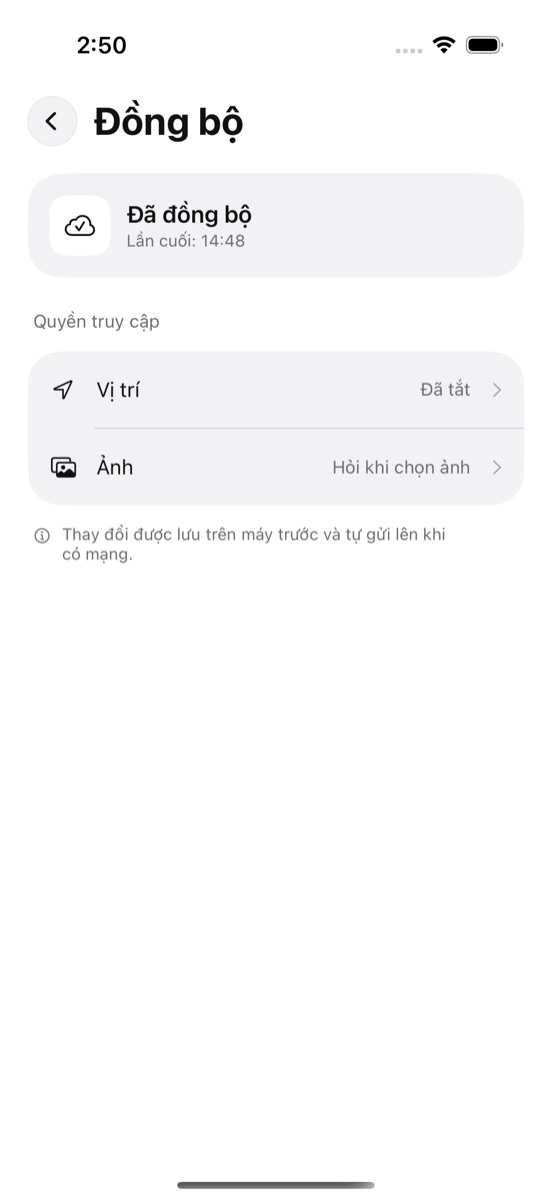 2:50
Đồng bộ
Đã đồng bộ
Lần cuối: 14:48
Quyền truy cập
Vị trí
Đã tắt
Ảnh
Hỏi khi chọn ảnh
Thay đổi được lưu trên máy trước và tự gửi lên khi
có mạng.